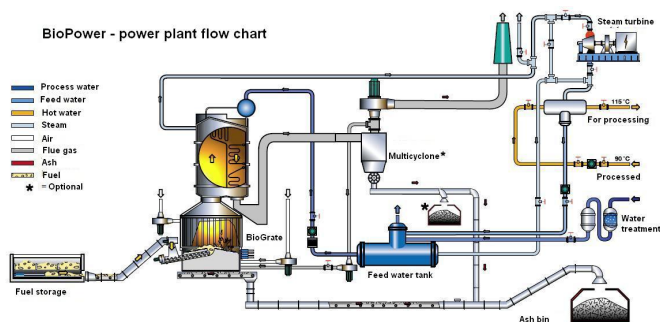 BioPower - power plant flow chart
Steam turbine
Process water
Feed water
Hot water
Steam
Air
Flue gas
Ash
Fuel
* = Optional
115°C
For processing
90°C
Processed
Multicyclone*
*
Water
treatment
BioGrate
Feed water tank
Fuel storage
Ash bin